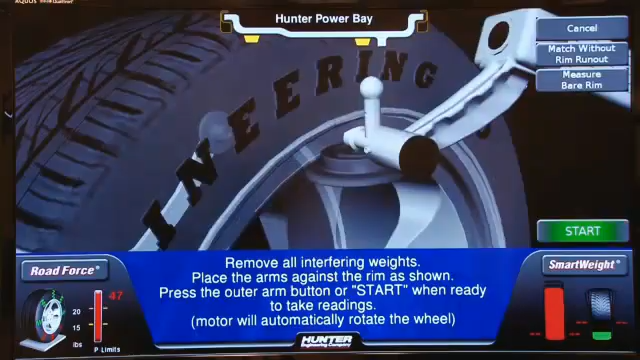 Hunter Power Bay
Cancel
Match Without
Rim Runout
Measure
Bare Rim
INEERING
START
Remove all interfering weights.
Place the arms against the rim as shown.
Press the outer arm button or "START" when ready
to take readings.
(motor will automatically rotate the wheel)
Road Force®
47
20
15
lbs
P Limits
SmartWeight®
--
--
HUNTER
Engineering Company